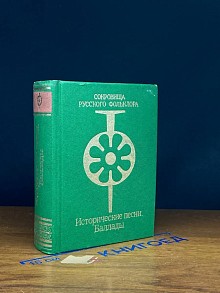 СОКРОВИЩА
РУССКОГО ФОЛЬКЛОРА
Исторические песни.
Баллады
КНИГОЕД